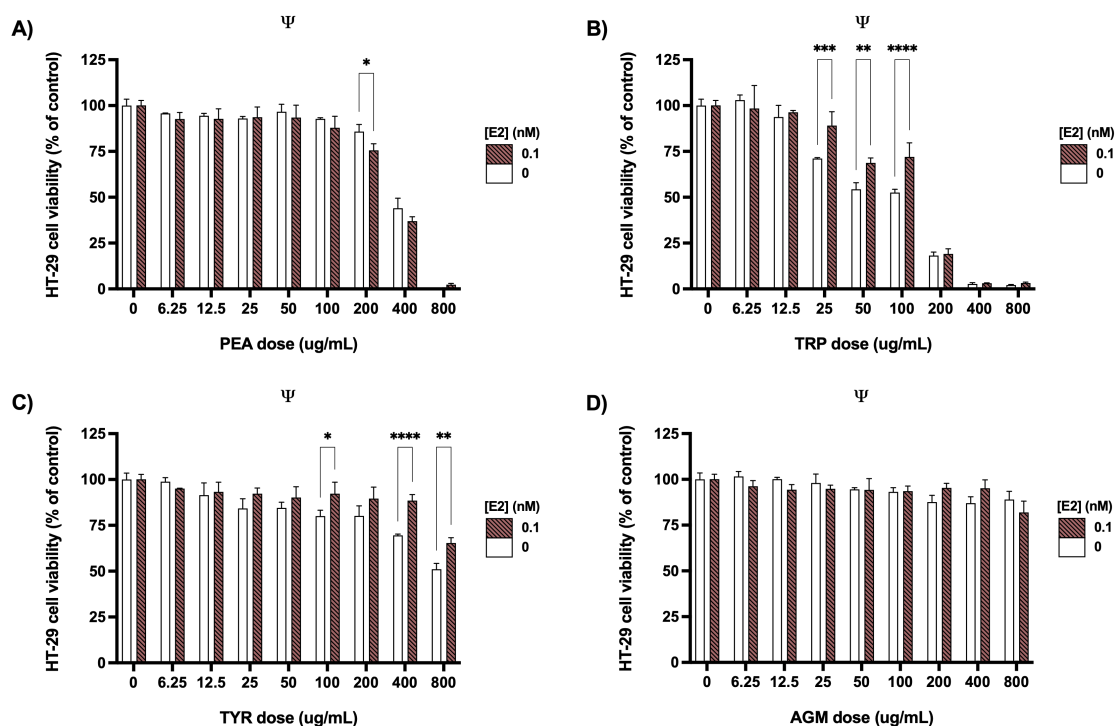 A)
Ψ
HT-29 cell viability (% of control)
125
100
75
50
25
0
*
0 6.25 12.5 25 50 100 200 400 800
PEA dose (ug/mL)
[E2] (nM)
0.1
0
B)
Ψ
HT-29 cell viability (% of control)
125
100
75
50
25
0
*** ** ****
0 6.25 12.5 25 50 100 200 400 800
TRP dose (ug/mL)
[E2] (nM)
0.1
0
C)
Ψ
HT-29 cell viability (% of control)
125
100
75
50
25
0
* **** **
0 6.25 12.5 25 50 100 200 400 800
TYR dose (ug/mL)
[E2] (nM)
0.1
0
D)
Ψ
HT-29 cell viability (% of control)
125
100
75
50
25
0
0 6.25 12.5 25 50 100 200 400 800
AGM dose (ug/mL)
[E2] (nM)
0.1
0